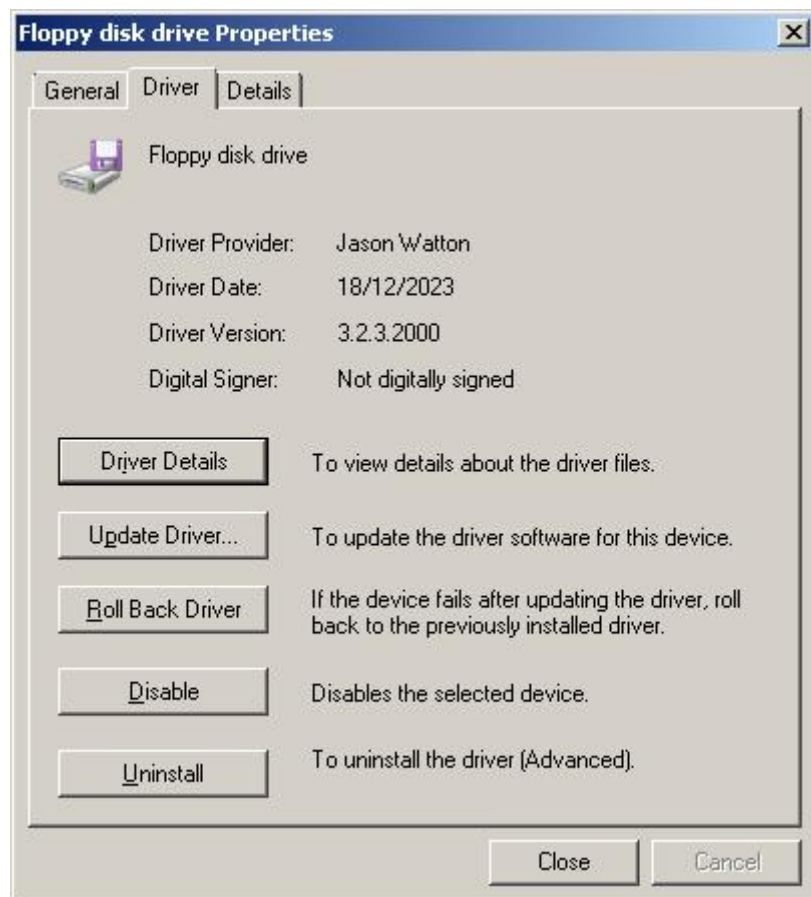 Floppy disk drive Properties
General Driver Details
Floppy disk drive
Driver Provider: Jason Watton
Driver Date: 18/12/2023
Driver Version: 3.2.3.2000
Digital Signer: Not digitally signed
Driver Details To view details about the driver files.
Update Driver... To update the driver software for this device.
Roll Back Driver If the device fails after updating the driver, roll
back to the previously installed driver.
Disable Disables the selected device.
Uninstall To uninstall the driver (Advanced).
Close Cancel